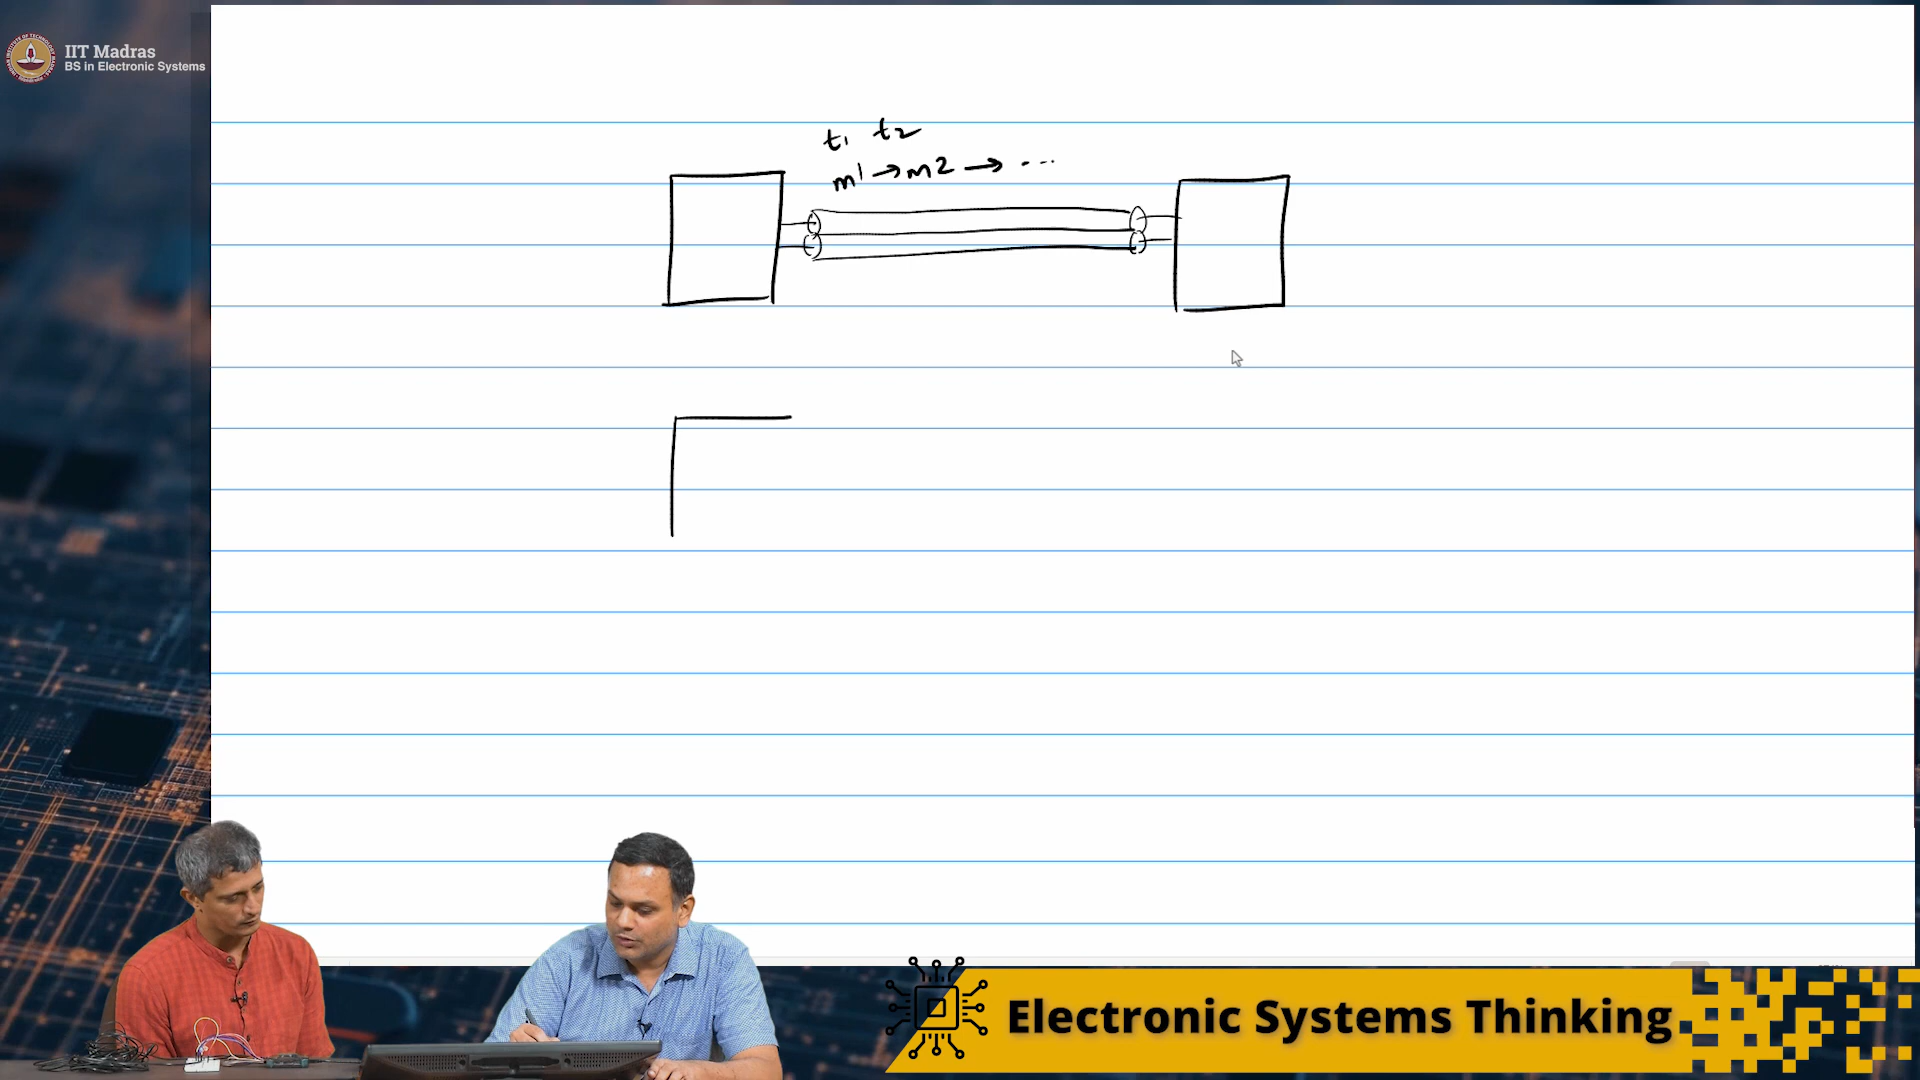 IIT Madras
BS in Electronic Systems
t1 t2
m1 → m2 → ...
Electronic Systems Thinking